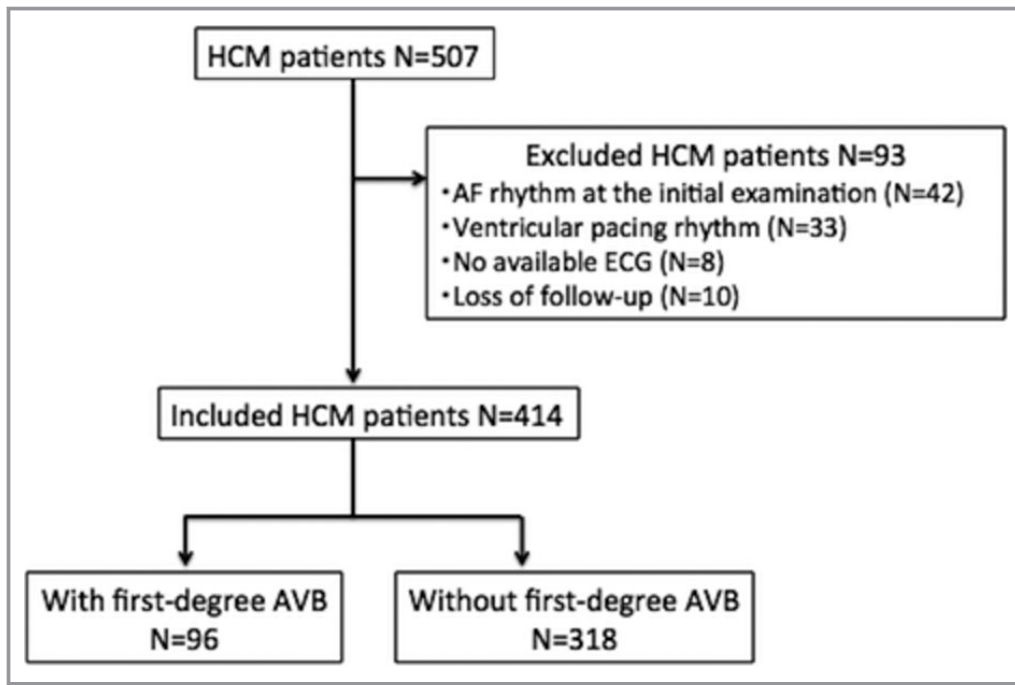 HCM patients N=507
Excluded HCM patients N=93
・AF rhythm at the initial examination (N=42)
・Ventricular pacing rhythm (N=33)
・No available ECG (N=8)
・Loss of follow-up (N=10)
Included HCM patients N=414
With first-degree AVB
N=96
Without first-degree AVB
N=318